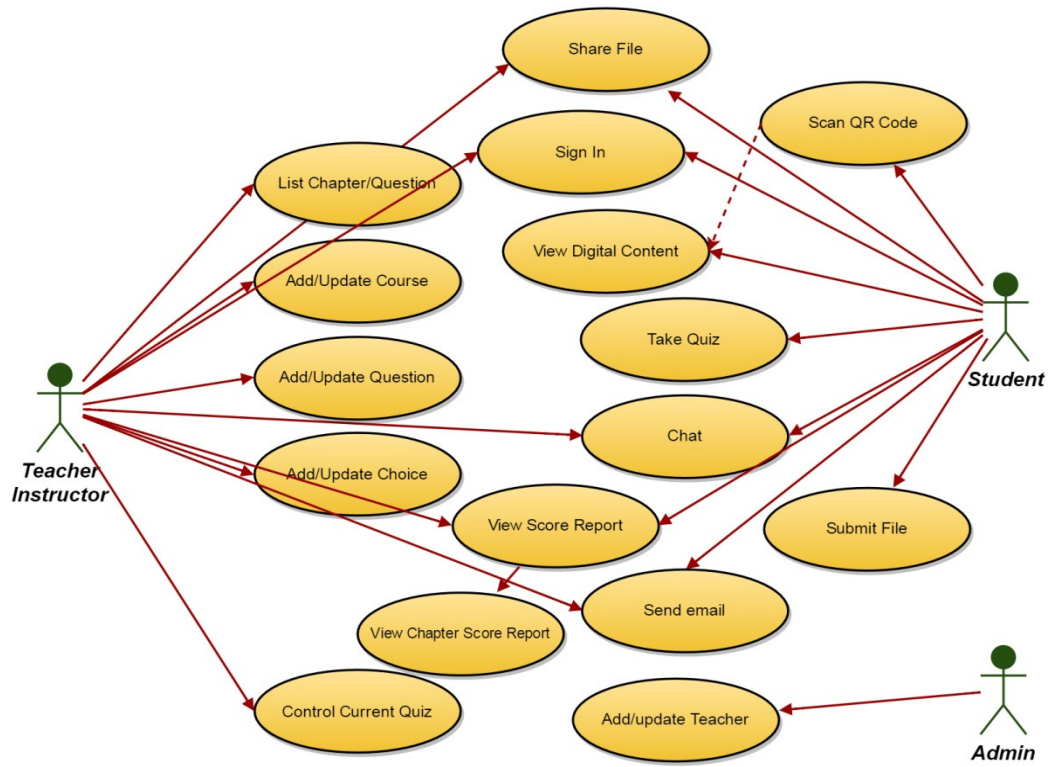 Share File
Scan QR Code
Sign In
List Chapter/Question
View Digital Content
Add/Update Course
Take Quiz
Student
Add/Update Question
Chat
Teacher
Instructor
Add/Update Choice
View Score Report
Submit File
Send email
View Chapter Score Report
Control Current Quiz
Add/update Teacher
Admin